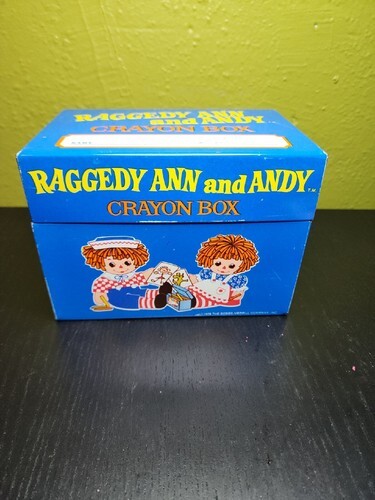 RAGGEDY ANN
and ANDY
CRAYON BOX
RAGGEDY ANN and ANDY
CRAYON BOX